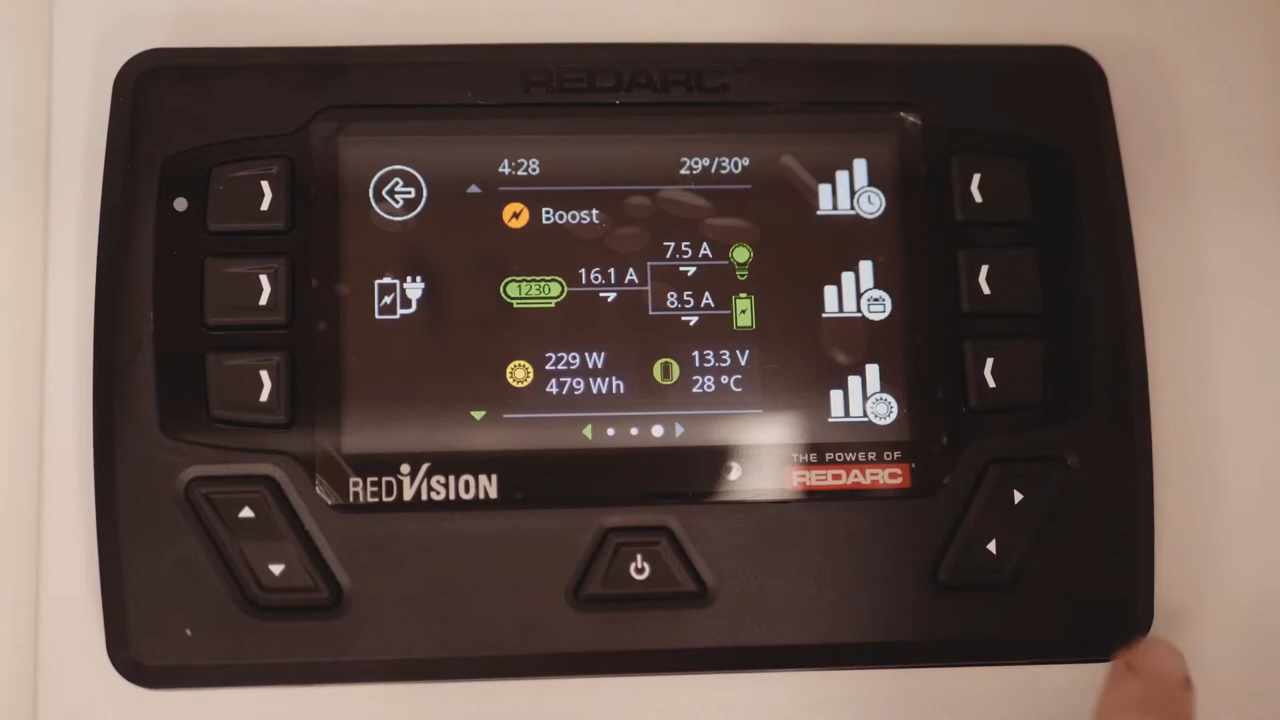 REDARC
4:28 29°/30°
Boost
7.5 A
1230 16.1 A
8.5 A
229 W 13.3 V
479 Wh 28 °C
THE POWER OF
REDVISION REDARC